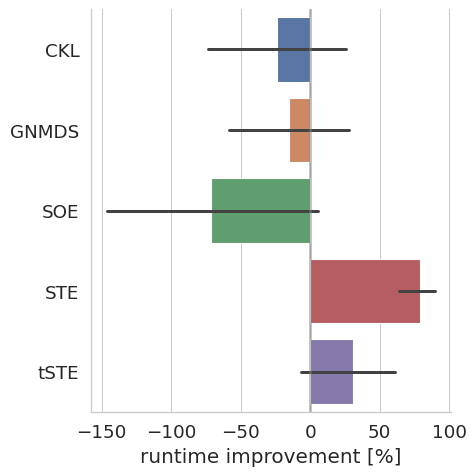 CKL
GNMDS
SOE
STE
tSTE
−150 −100 −50 0 50 100
runtime improvement [%]